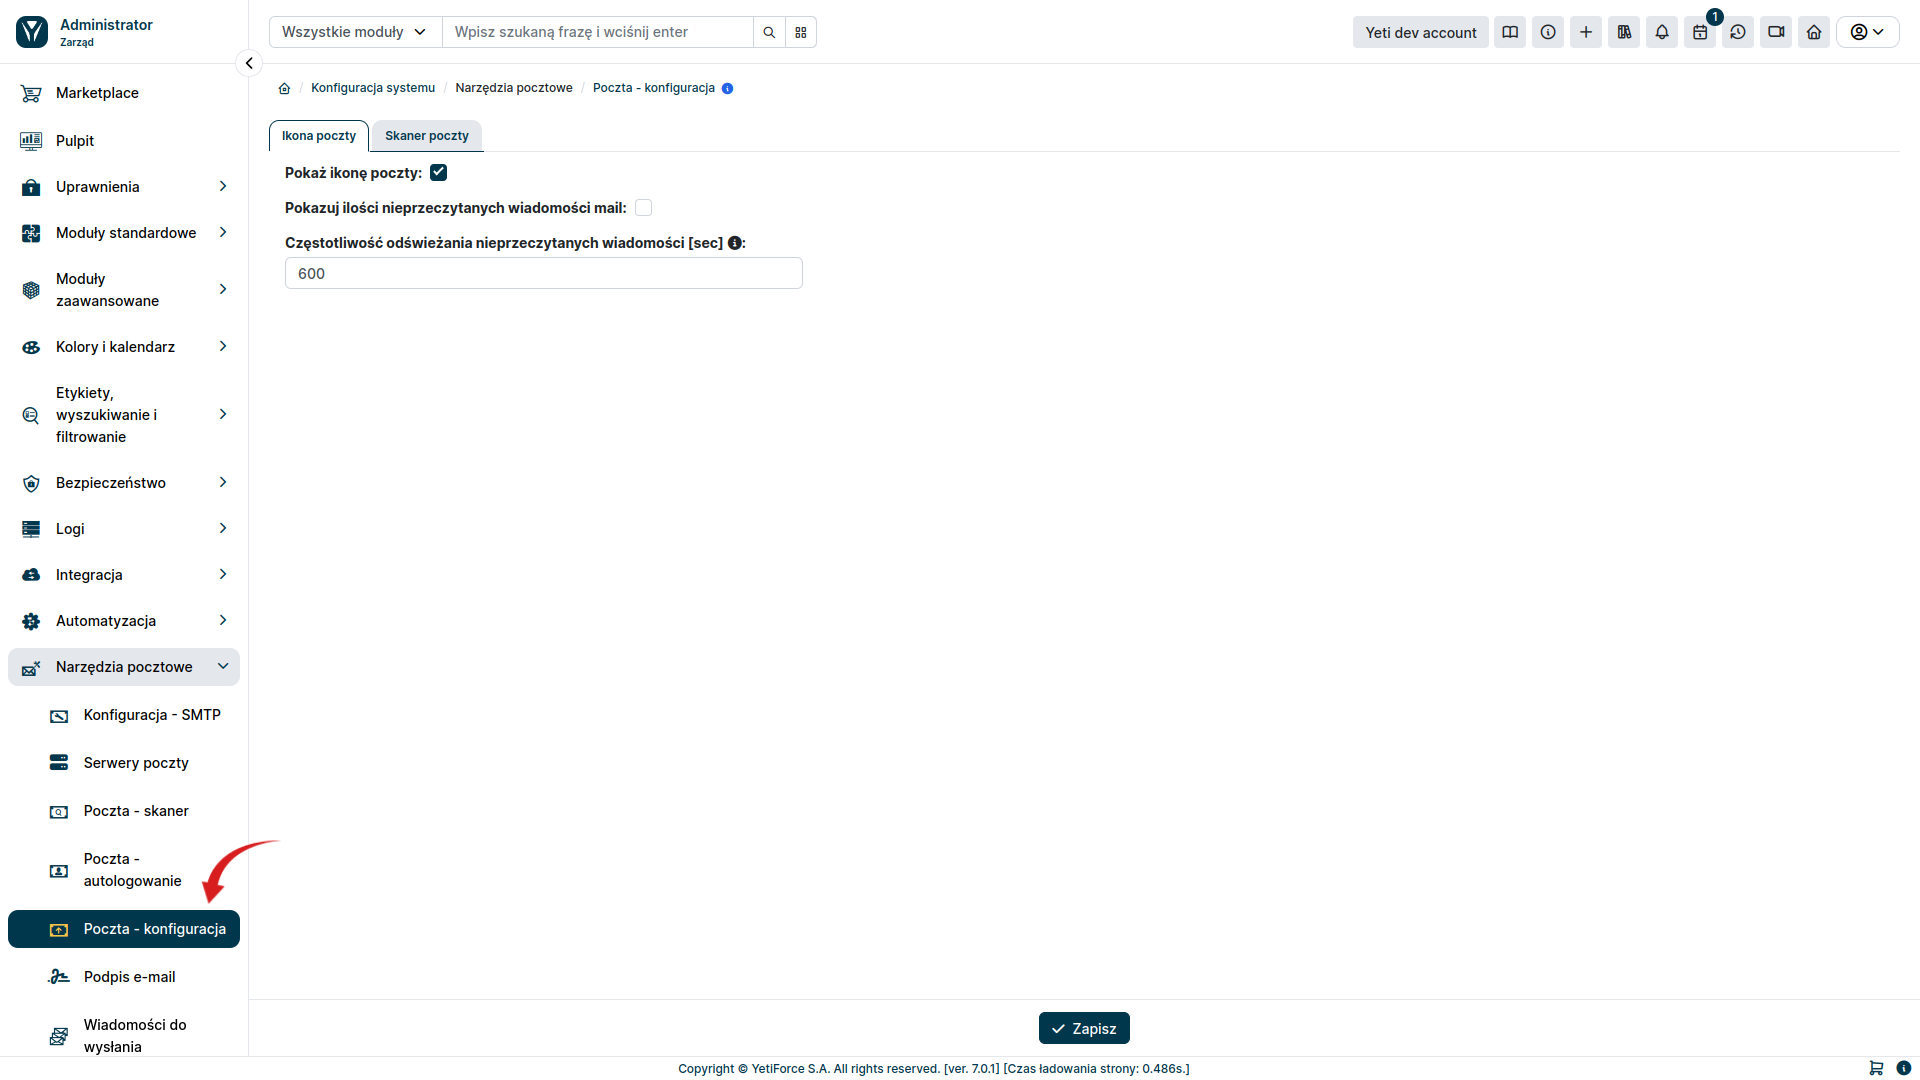 Administrator
Zarząd
Wszystkie moduły
Wpisz szukaną frazę i wciśnij enter
Yeti dev account
1
Marketplace
Pulpit
Uprawnienia
Moduły standardowe
Moduły
zaawansowane
Kolory i kalendarz
Etykiety,
wyszukiwanie i
filtrowanie
Bezpieczeństwo
Logi
Integracja
Automatyzacja
Narzędzia pocztowe
Konfiguracja - SMTP
Serwery poczty
Poczta - skaner
Poczta -
autologowanie
Poczta - konfiguracja
Podpis e-mail
Wiadomości do
wysłania
/ Konfiguracja systemu / Narzędzia pocztowe / Poczta - konfiguracja
Ikona poczty
Skaner poczty
Pokaż ikonę poczty:
Pokazuj ilości nieprzeczytanych wiadomości mail:
Częstotliwość odświeżania nieprzeczytanych wiadomości [sec] :
600
Zapisz
Copyright © YetiForce S.A. All rights reserved. [ver. 7.0.1] [Czas ładowania strony: 0.486s.]